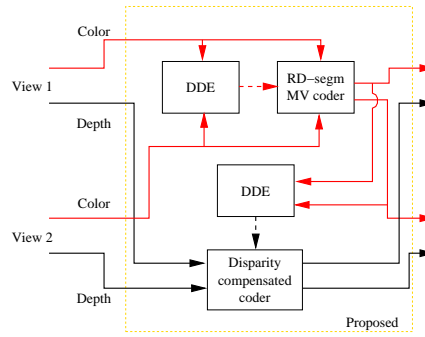 Color
View 1
DDE
RD-segm
MV coder
Depth
Color
DDE
View 2
Disparity
compensated
coder
Depth
Proposed